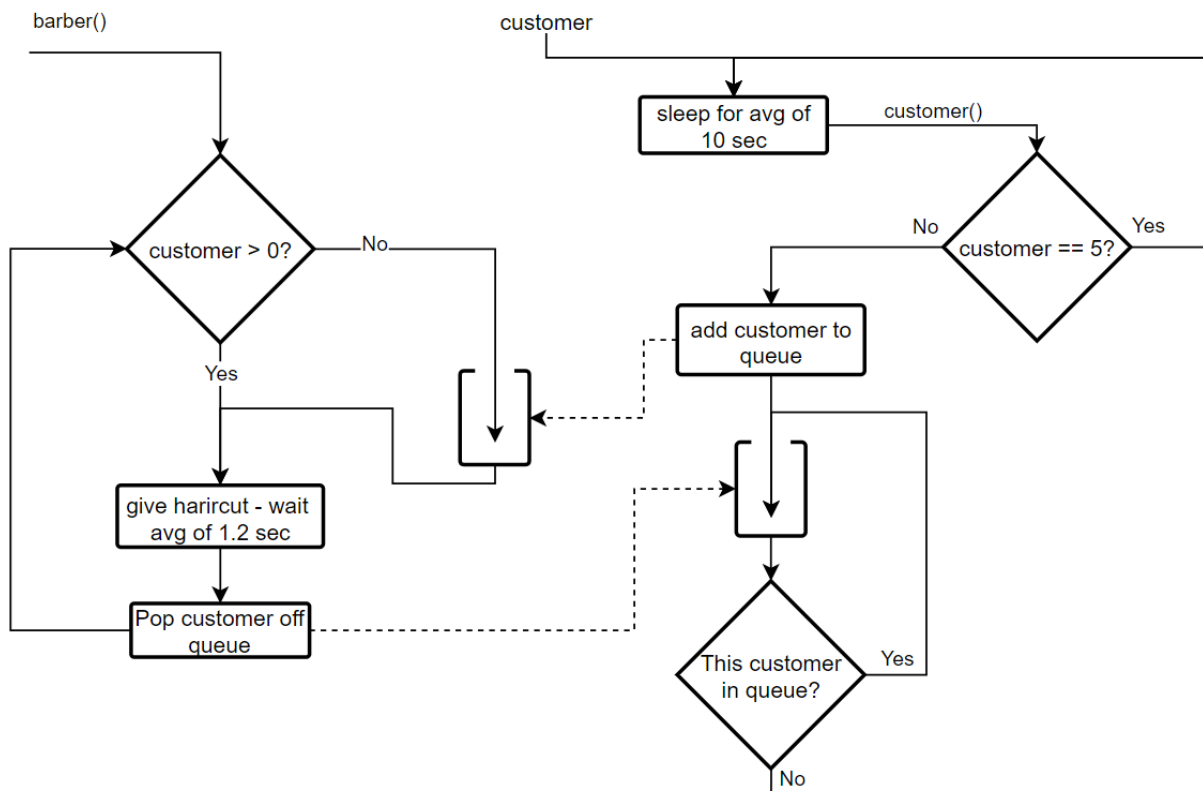 barber()
customer
sleep for avg of
10 sec
customer()
customer > 0?
No
Yes
customer == 5?
No
Yes
add customer to
queue
give harircut - wait
avg of 1.2 sec
Pop customer off
queue
This customer
in queue?
Yes
No